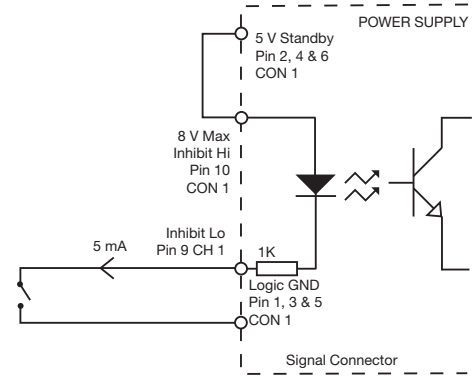 POWER SUPPLY
5 V Standby
Pin 2, 4 & 6
CON 1
8 V Max
Inhibit Hi
Pin 10
CON 1
Inhibit Lo
Pin 9 CH 1
5 mA
1K
Logic GND
Pin 1, 3 & 5
CON 1
Signal Connector